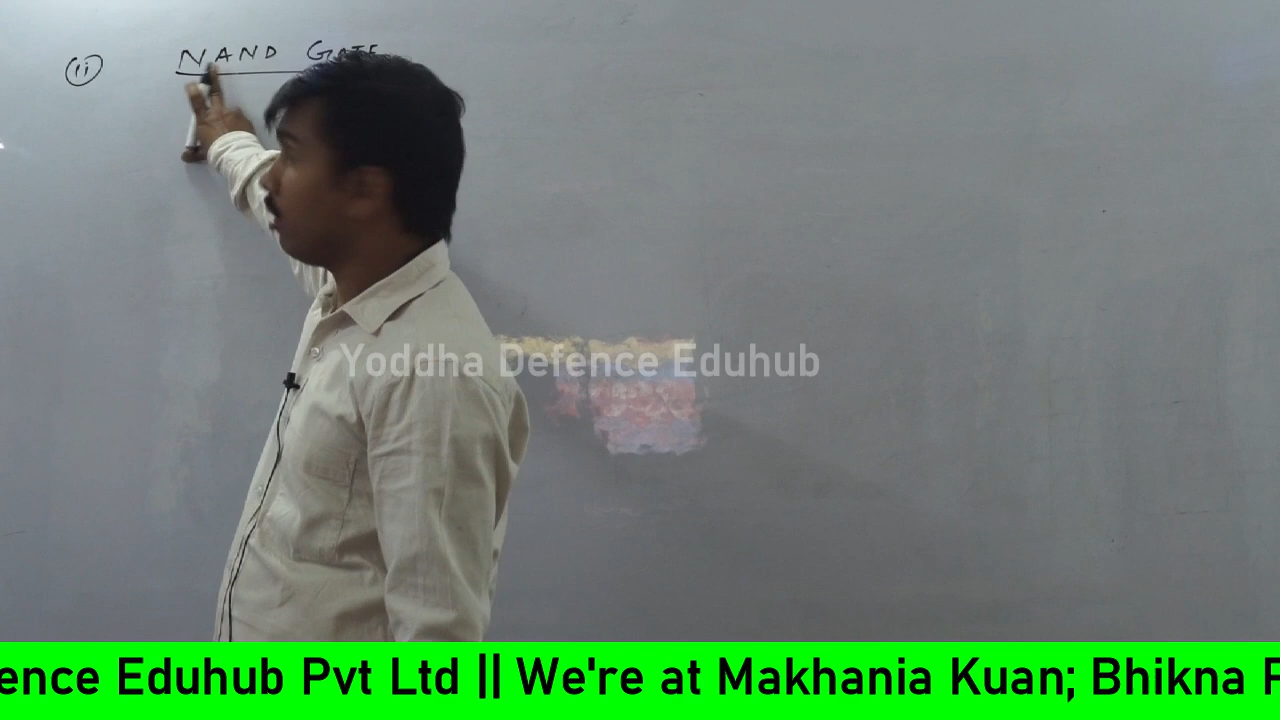 (ii) NAND GATE
Yoddha Defence Eduhub
ence Eduhub Pvt Ltd || We're at Makhania Kuan; Bhikna P